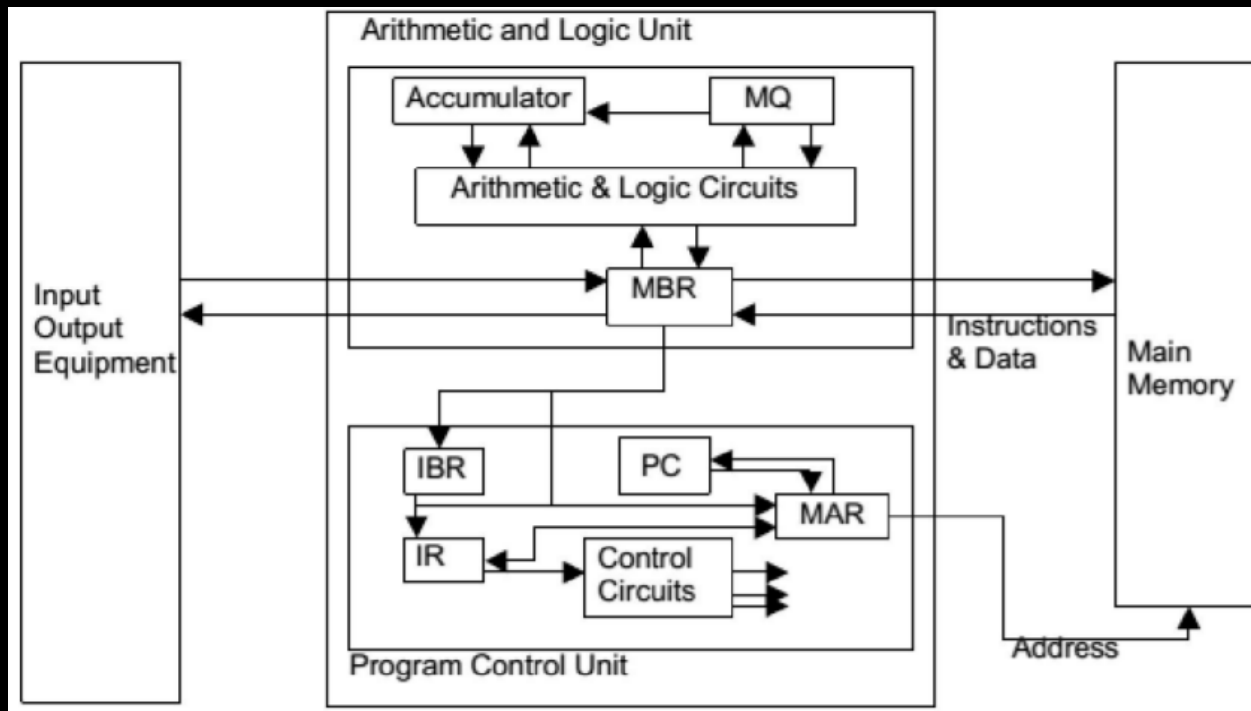 Arithmetic and Logic Unit
Accumulator
MQ
Arithmetic & Logic Circuits
MBR
Input
Output
Equipment
Instructions
& Data
Main
Memory
IBR
PC
MAR
IR
Control
Circuits
Address
Program Control Unit